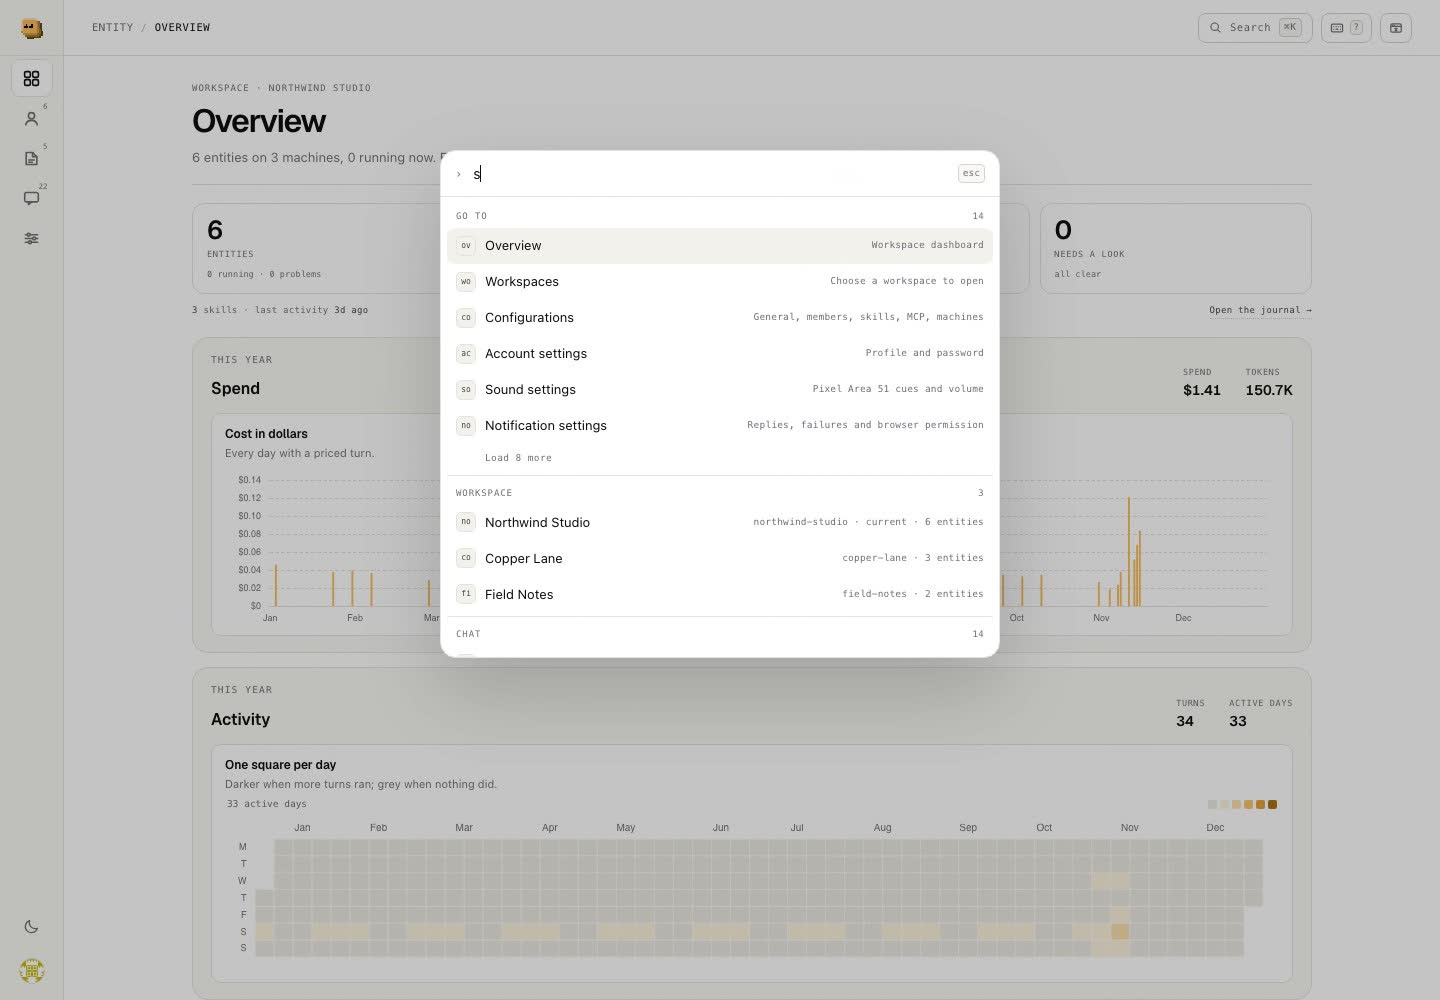 ENTITY / OVERVIEW
Search ⌘K
?
6
5
22
WORKSPACE · NORTHWIND STUDIO
Overview
6 entities on 3 machines, 0 running now.
› s
esc
GO TO 14
ov Overview Workspace dashboard
wo Workspaces Choose a workspace to open
co Configurations General, members, skills, MCP, machines
ac Account settings Profile and password
so Sound settings Pixel Area 51 cues and volume
no Notification settings Replies, failures and browser permission
Load 8 more
WORKSPACE 3
no Northwind Studio northwind-studio · current · 6 entities
co Copper Lane copper-lane · 3 entities
fi Field Notes field-notes · 2 entities
CHAT 14
6
ENTITIES
0 running · 0 problems
0
NEEDS A LOOK
all clear
3 skills · last activity 3d ago
Open the journal →
THIS YEAR
Spend
SPEND TOKENS
$1.41 150.7K
Cost in dollars
Every day with a priced turn.
$0.14
$0.12
$0.10
$0.08
$0.06
$0.04
$0.02
$0
Jan Feb Mar Oct Nov Dec
THIS YEAR
Activity
TURNS ACTIVE DAYS
34 33
One square per day
Darker when more turns ran; grey when nothing did.
33 active days
Jan Feb Mar Apr May Jun Jul Aug Sep Oct Nov Dec
M
T
W
T
F
S
S